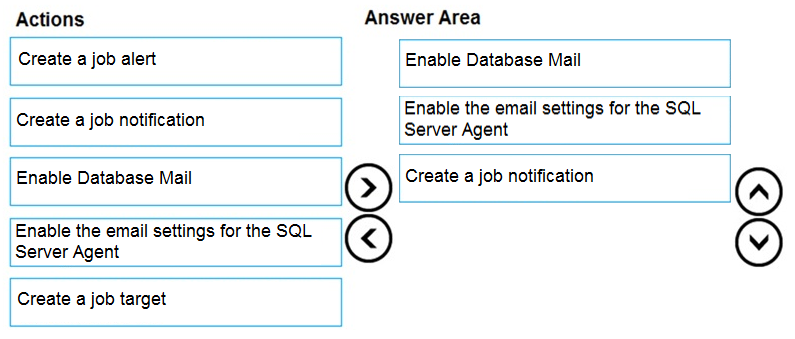 Actions
Create a job alert
Create a job notification
Enable Database Mail
Enable the email settings for the SQL
Server Agent
Create a job target
Answer Area
Enable Database Mail
Enable the email settings for the SQL
Server Agent
Create a job notification